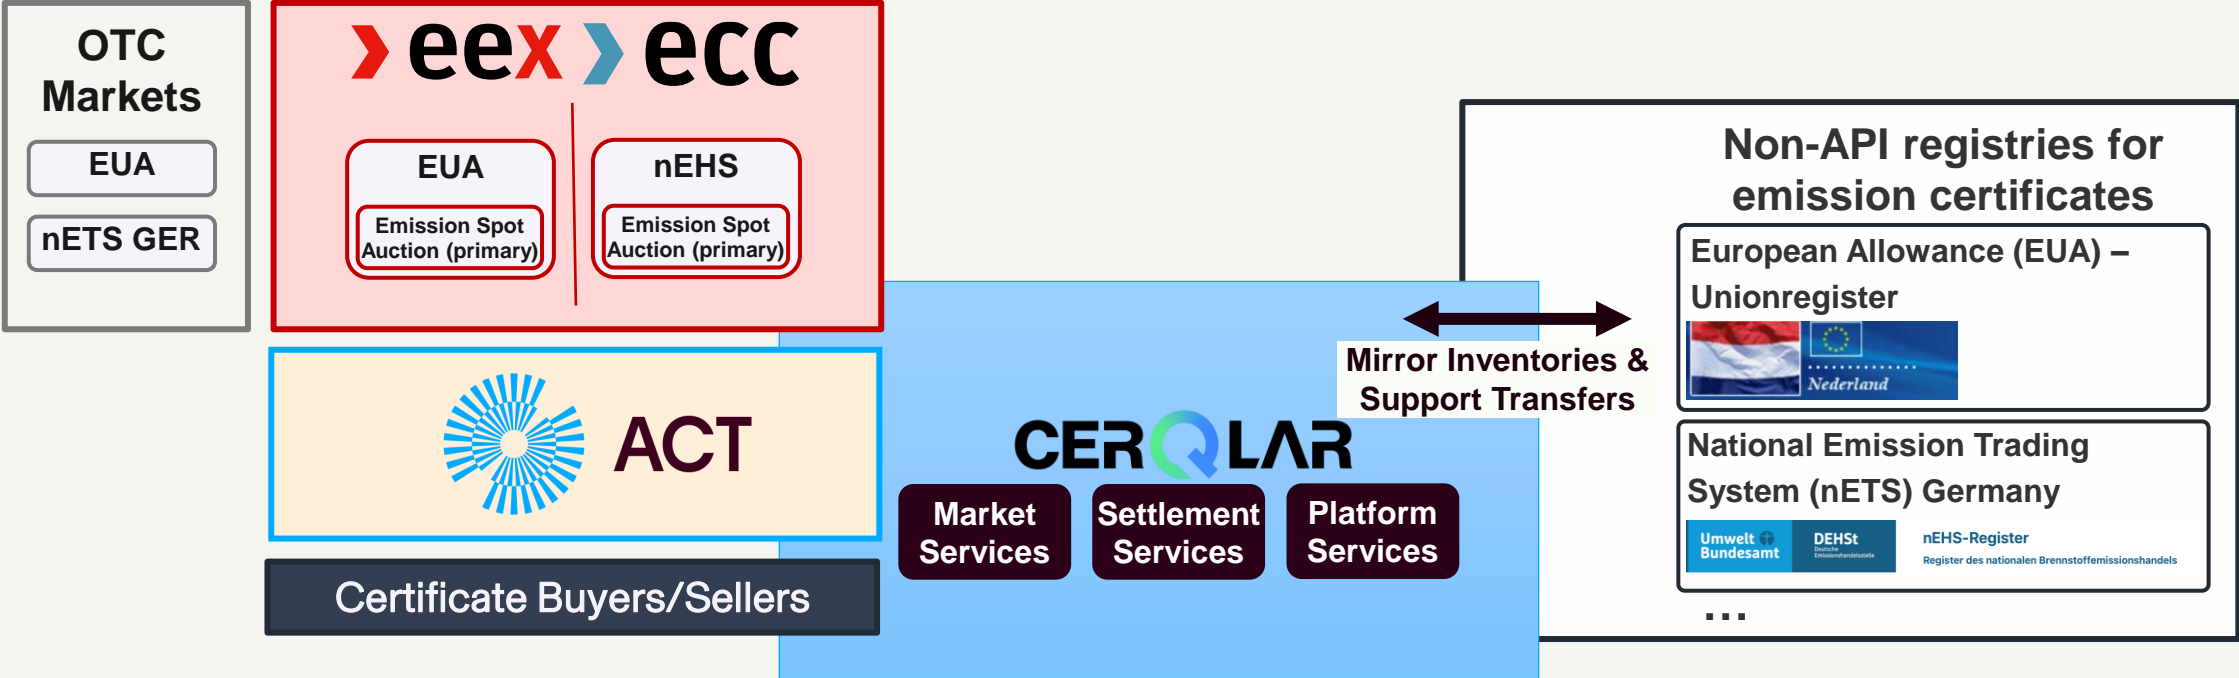 OTC
Markets
EUA
nETS GER
eex
ecc
EUA
Emission Spot
Auction (primary)
nEHS
Emission Spot
Auction (primary)
ACT
Certificate Buyers/Sellers
CERQLAR
Market
Services
Settlement
Services
Platform
Services
Mirror Inventories &
Support Transfers
Non-API registries for
emission certificates
European Allowance (EUA) –
Unionregister
Nederland
National Emission Trading
System (nETS) Germany
Umwelt
Bundesamt
DEHSt
Deutsche
Emissionshandelsstelle
nEHS-Register
Register des nationalen Brennstoffemissionshandels
...